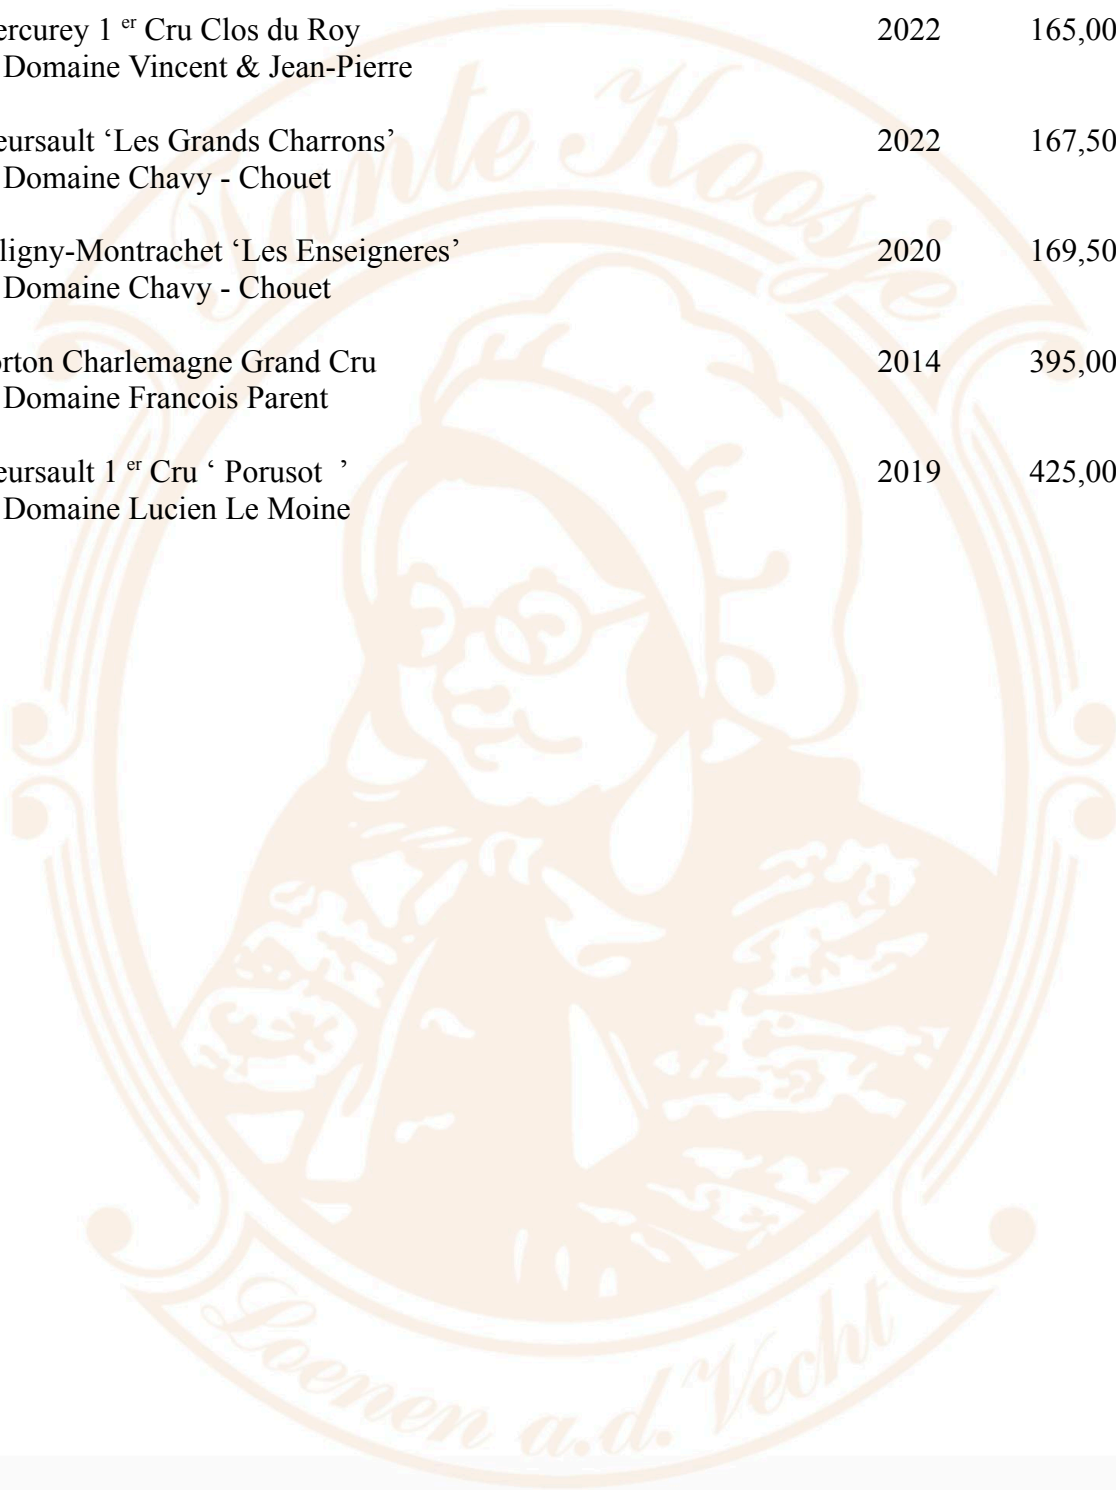 ercurey 1 er Cru Clos du Roy 2022 165,00
Domaine Vincent & Jean-Pierre
eursault ‘Les Grands Charrons’ 2022 167,50
Domaine Chavy - Chouet
ligny-Montrachet ‘Les Enseigneres’ 2020 169,50
Domaine Chavy - Chouet
orton Charlemagne Grand Cru 2014 395,00
Domaine Francois Parent
eursault 1 er Cru ‘ Porusot ’ 2019 425,00
Domaine Lucien Le Moine
Tante Koosje
Loenen a.d. Vecht